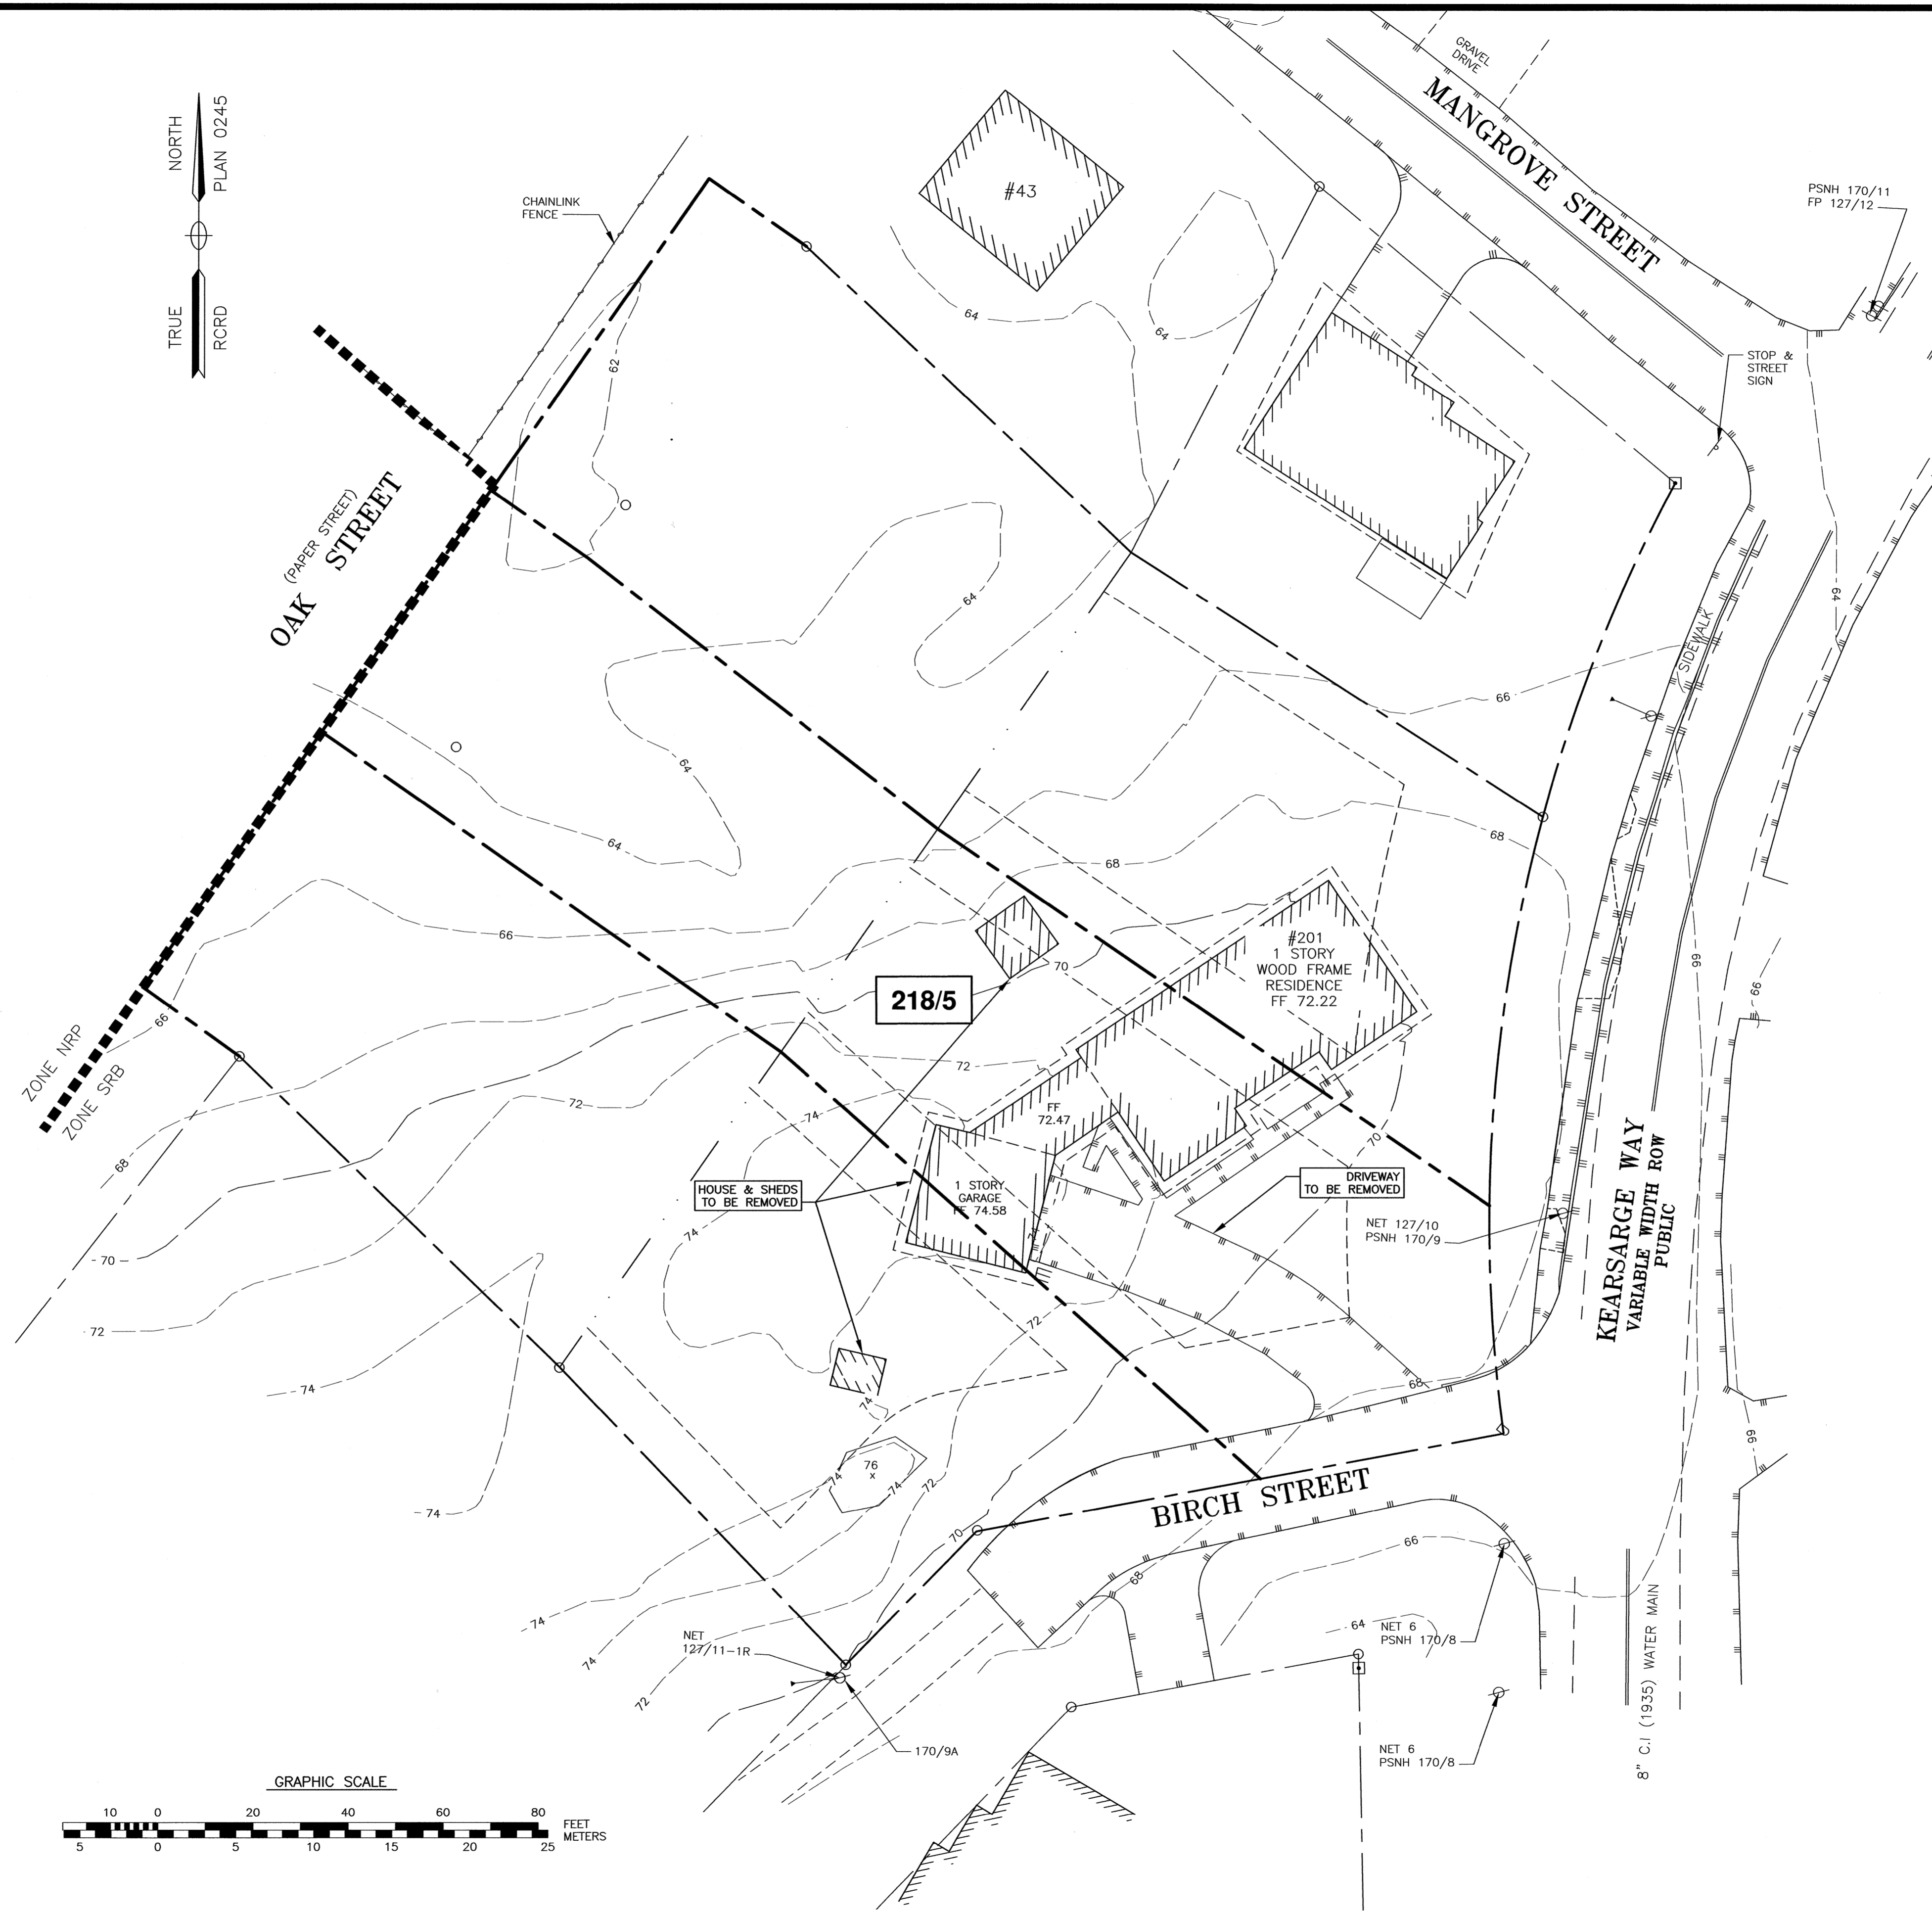 GRAVEL
DRIVE
MANGROVE STREET
NORTH
PLAN 0245
TRUE
RCRD
CHAINLINK
FENCE
#43
PSNH 170/11
FP 127/12
STOP &
STREET
SIGN
62
64
64
OAK STREET
(PAPER STREET)
64
64
SIDEWALK
66
64
64
68
68
66
66
66
#201
1 STORY
WOOD FRAME
RESIDENCE
FF 72.22
70
218/5
66
ZONE NRP
ZONE SRB
72
72
74
FF
72.47
70
68
HOUSE & SHEDS
TO BE REMOVED
1 STORY
GARAGE
FF 74.58
DRIVEWAY
TO BE REMOVED
NET 127/10
PSNH 170/9
KEARSARGE WAY
VARIABLE WIDTH ROW
PUBLIC
74
74
70
72
72
74
68
74
66
76
x
74
74
72
74
BIRCH STREET
70
66
68
74
74
72
NET
127/11-1R
64
NET 6
PSNH 170/8
8" C.I (1935) WATER MAIN
170/9A
NET 6
PSNH 170/8
GRAPHIC SCALE
10 0 20 40 60 80
FEET
METERS
5 0 5 10 15 20 25